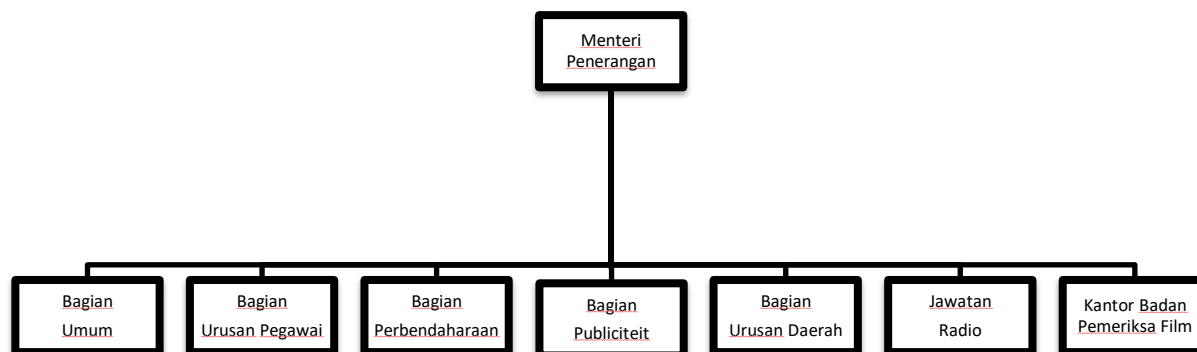 Menteri
Penerangan
Bagian
Umum
Bagian
Urusan Pegawai
Bagian
Perbendaharaan
Bagian
Publiciteit
Bagian
Urusan Daerah
Jawatan
Radio
Kantor Badan
Pemeriksa Film